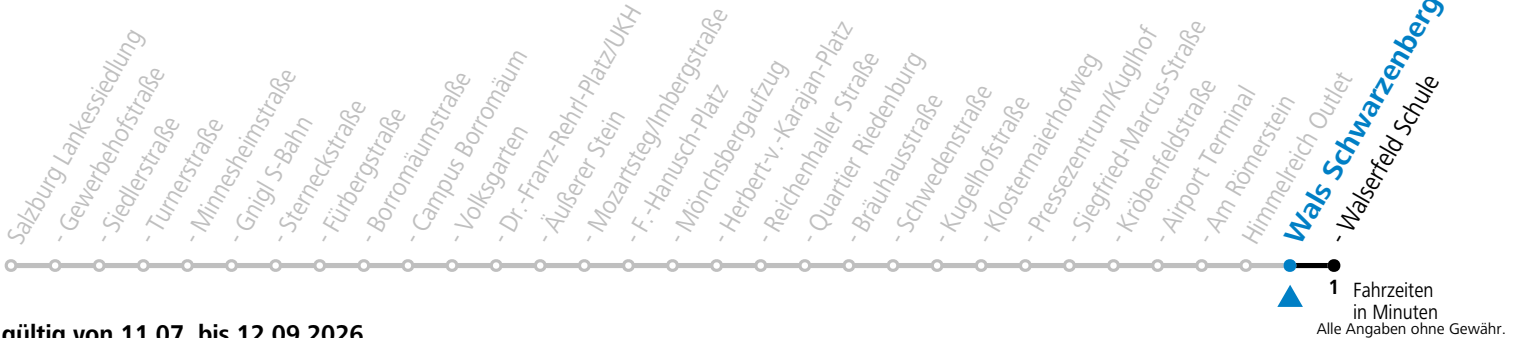 Salzburg Lankessiedlung
- Gewerbehofstraße
- Siedlerstraße
- Turnerstraße
- Minnesheimstraße
- Gnigl S-Bahn
- Sterneckstraße
- Fürbergstraße
- Borromäumstraße
- Campus Borromäum
- Volksgarten
- Dr.-Franz-Rehrl-Platz/UKH
- Äußerer Stein
- Mozartsteg/Imbergstraße
- F.-Hanusch-Platz
- Mönchsbergaufzug
- Herbert-v.-Karajan-Platz
- Reichenhaller Straße
- Quartier Riedenburg
- Bräuhausstraße
- Schwedenstraße
- Kugelhofstraße
- Klostermaierhofweg
- Pressezentrum/Kuglhof
- Siegfried-Marcus-Straße
- Kröbenfeldstraße
- Airport Terminal
- Am Römerstein
Himmelreich Outlet
Wals Schwarzenberg
- Walserfeld Schule
1 Fahrzeiten
in Minuten
Alle Angaben ohne Gewähr.
gültig von 11.07. bis 12.09.2026